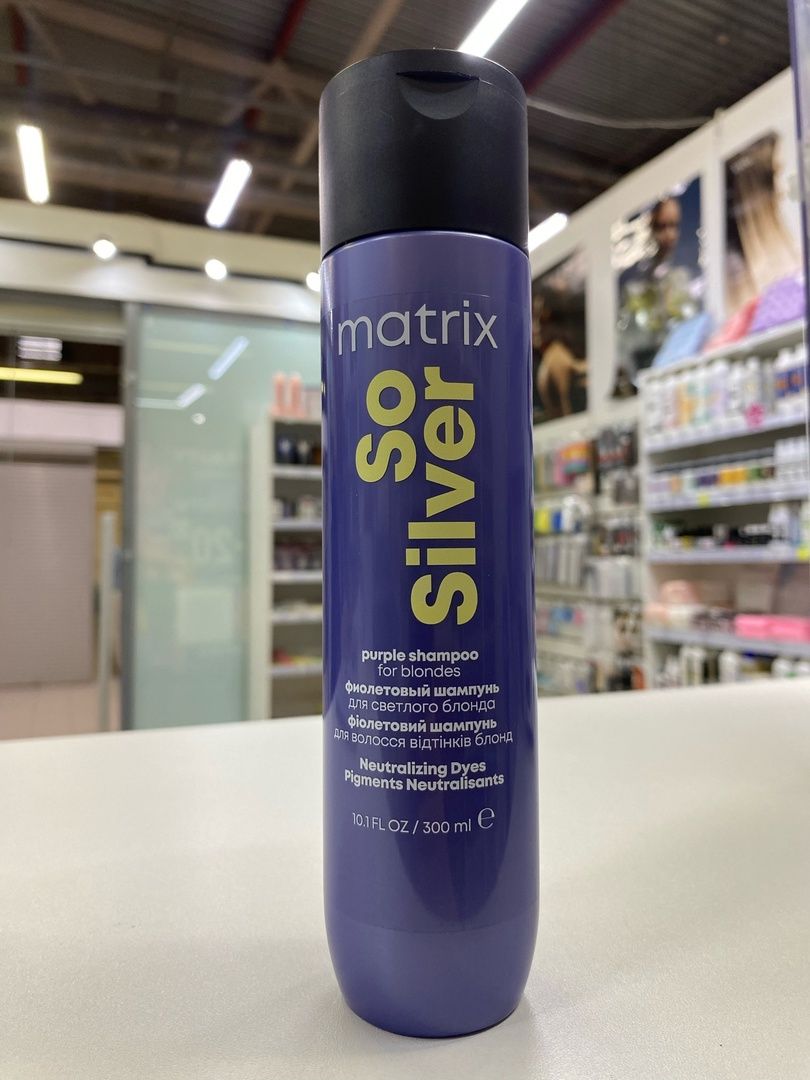 matrix
So
Silver
purple shampoo
for blondes
фиолетовый шампунь
для светлого блонда
фіолетовий шампунь
для волосся відтінків блонд
Neutralizing Dyes
Pigments Neutralisants
10.1 FL OZ / 300 ml ℮